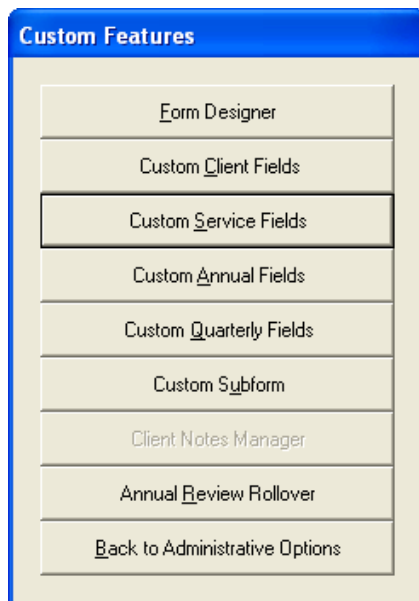 Custom Features
Form Designer
Custom Client Fields
Custom Service Fields
Custom Annual Fields
Custom Quarterly Fields
Custom Subform
Client Notes Manager
Annual Review Rollover
Back to Administrative Options